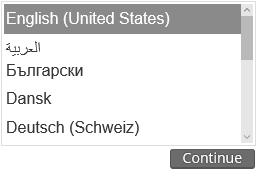 English (United States)
العربية
Български
Dansk
Deutsch (Schweiz)
Continue